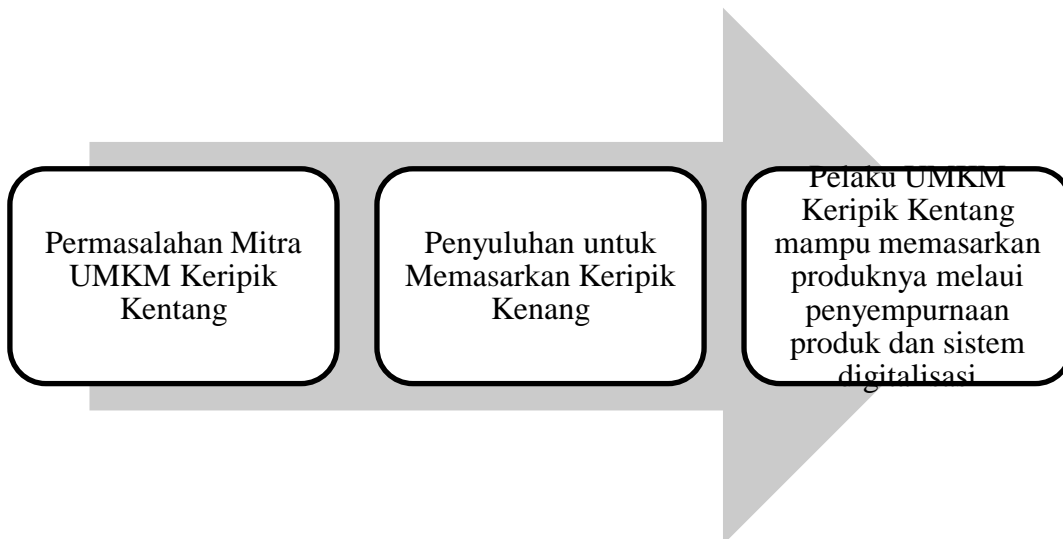 Permasalahan Mitra
UMKM Keripik
Kentang
Penyuluhan untuk
Memasarkan Keripik
Kenang
Pelaku UMKM
Keripik Kentang
mampu memasarkan
produknya melaui
penyempurnaan
produk dan sistem
digitalisasi